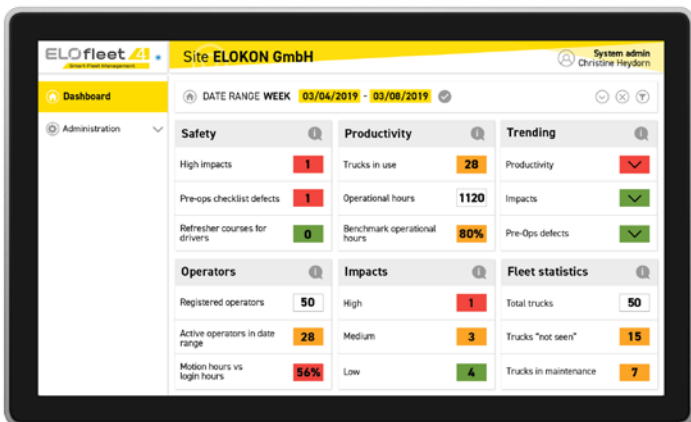 ELOfleet 4
Smart Fleet Management
Site ELOKON GmbH
System admin
Christine Heydorn
Dashboard
Administration
DATE RANGE WEEK 03/04/2019 - 03/08/2019
Safety
High impacts 1
Pre-ops checklist defects 1
Refresher courses for
drivers 0
Productivity
Trucks in use 28
Operational hours 1120
Benchmark operational
hours 80%
Trending
Productivity
Impacts
Pre-Ops defects
Operators
Registered operators 50
Active operators in date
range 28
Motion hours vs
login hours 56%
Impacts
High 1
Medium 3
Low 4
Fleet statistics
Total trucks 50
Trucks "not seen" 15
Trucks in maintenance 7